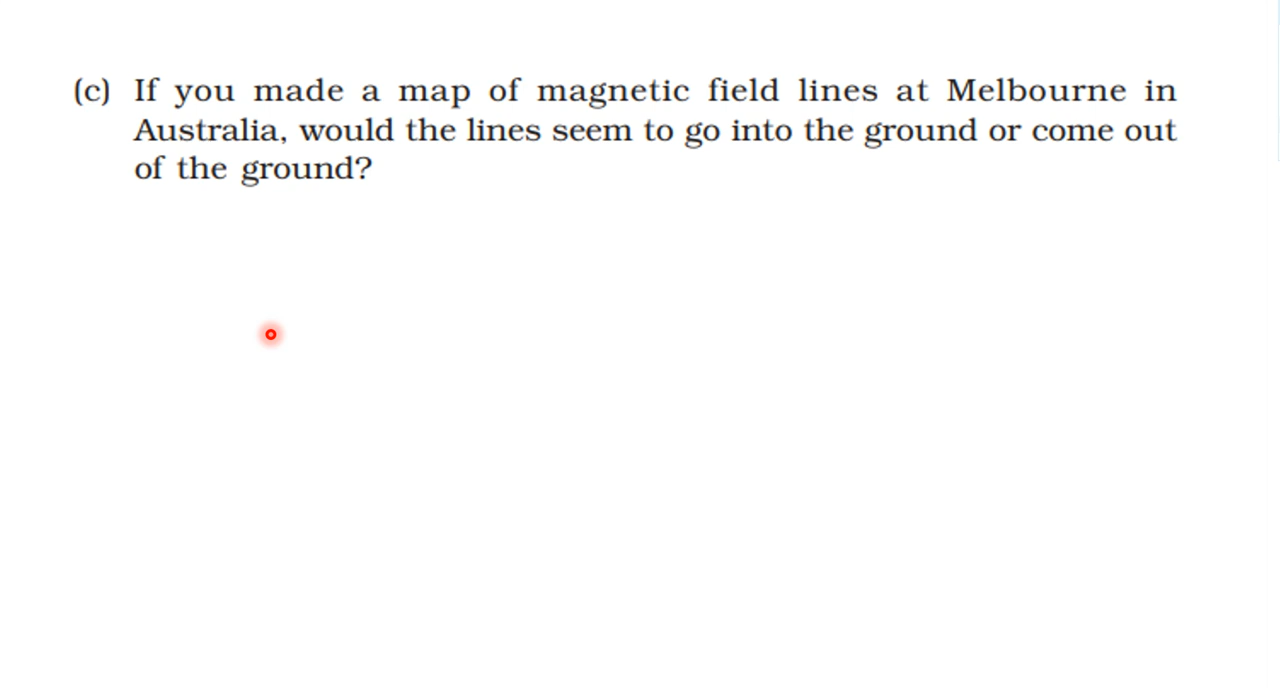 (c) If you made a map of magnetic field lines at Melbourne in
Australia, would the lines seem to go into the ground or come out
of the ground?